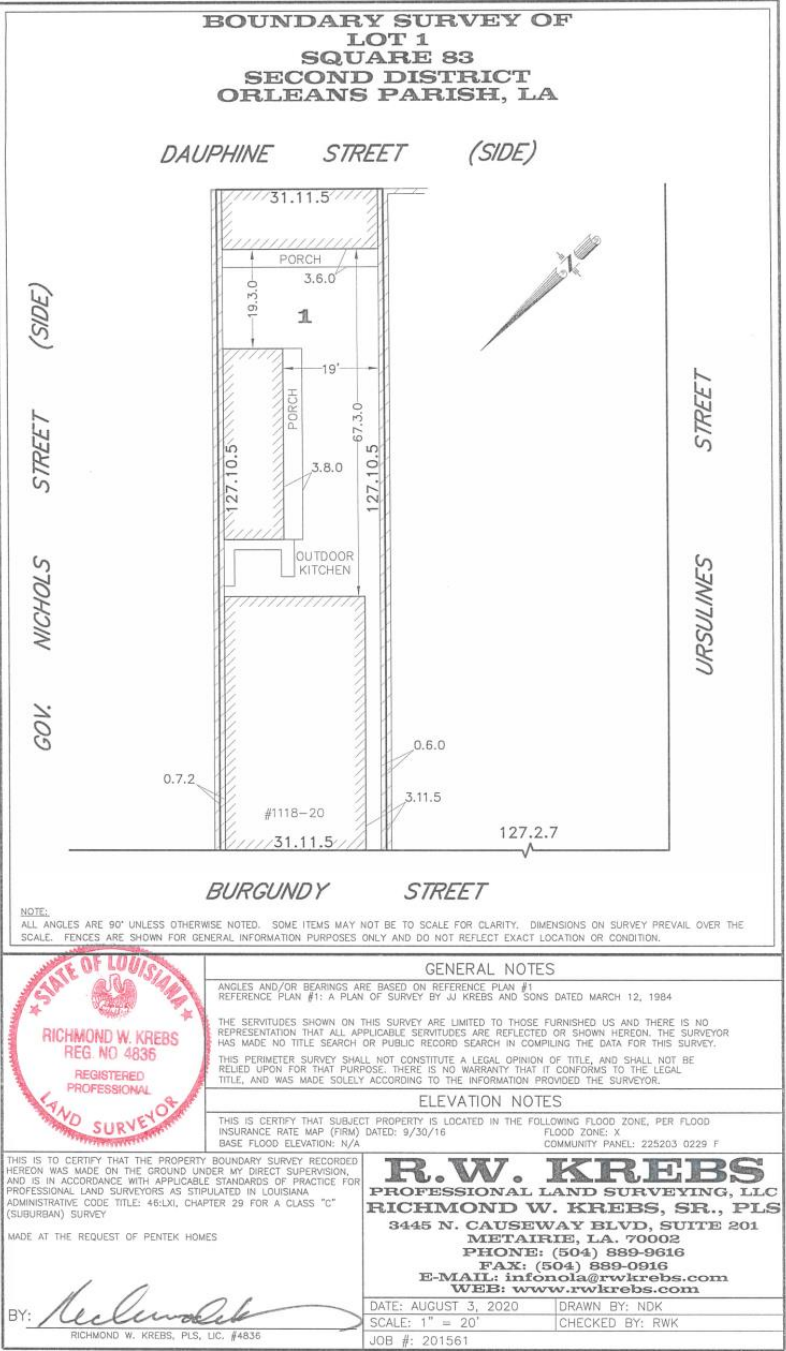 BOUNDARY SURVEY OF
LOT 1
SQUARE 83
SECOND DISTRICT
ORLEANS PARISH, LA
DAUPHINE STREET (SIDE)
31.11.5
PORCH
3.6.0
19.3.0
1
GOV. NICHOLS STREET (SIDE)
19'
PORCH
67.3.0
127.10.5
127.10.5
3.8.0
OUTDOOR
KITCHEN
URSULINES STREET
0.6.0
0.7.2
3.11.5
#1118-20
31.11.5
127.2.7
BURGUNDY STREET
NOTE:
ALL ANGLES ARE 90° UNLESS OTHERWISE NOTED. SOME ITEMS MAY NOT BE TO SCALE FOR CLARITY. DIMENSIONS ON SURVEY PREVAIL OVER THE
SCALE. FENCES ARE SHOWN FOR GENERAL INFORMATION PURPOSES ONLY AND DO NOT REFLECT EXACT LOCATION OR CONDITION.
STATE OF LOUISIANA
RICHMOND W. KREBS
REG. NO 4836
REGISTERED
PROFESSIONAL
LAND SURVEYOR
GENERAL NOTES
ANGLES AND/OR BEARINGS ARE BASED ON REFERENCE PLAN #1
REFERENCE PLAN #1: A PLAN OF SURVEY BY JJ KREBS AND SONS DATED MARCH 12, 1984
THE SERVITUDES SHOWN ON THIS SURVEY ARE LIMITED TO THOSE FURNISHED US AND THERE IS NO
REPRESENTATION THAT ALL APPLICABLE SERVITUDES ARE REFLECTED OR SHOWN HEREON. THE SURVEYOR
HAS MADE NO TITLE SEARCH OR PUBLIC RECORD SEARCH IN COMPILING THE DATA FOR THIS SURVEY.
THIS PERIMETER SURVEY SHALL NOT CONSTITUTE A LEGAL OPINION OF TITLE, AND SHALL NOT BE
RELIED UPON FOR THAT PURPOSE. THERE IS NO WARRANTY THAT IT CONFORMS TO THE LEGAL
TITLE, AND WAS MADE SOLELY ACCORDING TO THE INFORMATION PROVIDED THE SURVEYOR.
ELEVATION NOTES
THIS IS CERTIFY THAT SUBJECT PROPERTY IS LOCATED IN THE FOLLOWING FLOOD ZONE, PER FLOOD
INSURANCE RATE MAP (FIRM) DATED: 9/30/16 FLOOD ZONE: X
BASE FLOOD ELEVATION: N/A COMMUNITY PANEL: 225203 0229 F
THIS IS TO CERTIFY THAT THE PROPERTY BOUNDARY SURVEY RECORDED
HEREON WAS MADE ON THE GROUND UNDER MY DIRECT SUPERVISION,
AND IS IN ACCORDANCE WITH APPLICABLE STANDARDS OF PRACTICE FOR
PROFESSIONAL LAND SURVEYORS AS STIPULATED IN LOUISIANA
ADMINISTRATIVE CODE TITLE: 46:LXI, CHAPTER 29 FOR A CLASS "C"
(SUBURBAN) SURVEY
MADE AT THE REQUEST OF PENTEK HOMES
BY:
RICHMOND W. KREBS, PLS, LIC. #4836
R.W. KREBS
PROFESSIONAL LAND SURVEYING, LLC
RICHMOND W. KREBS, SR., PLS
3445 N. CAUSEWAY BLVD, SUITE 201
METAIRIE, LA. 70002
PHONE: (504) 889-9616
FAX: (504) 889-0916
E-MAIL: infonola@rwkrebs.com
WEB: www.rwkrebs.com
DATE: AUGUST 3, 2020 DRAWN BY: NDK
SCALE: 1" = 20' CHECKED BY: RWK
JOB #: 201561